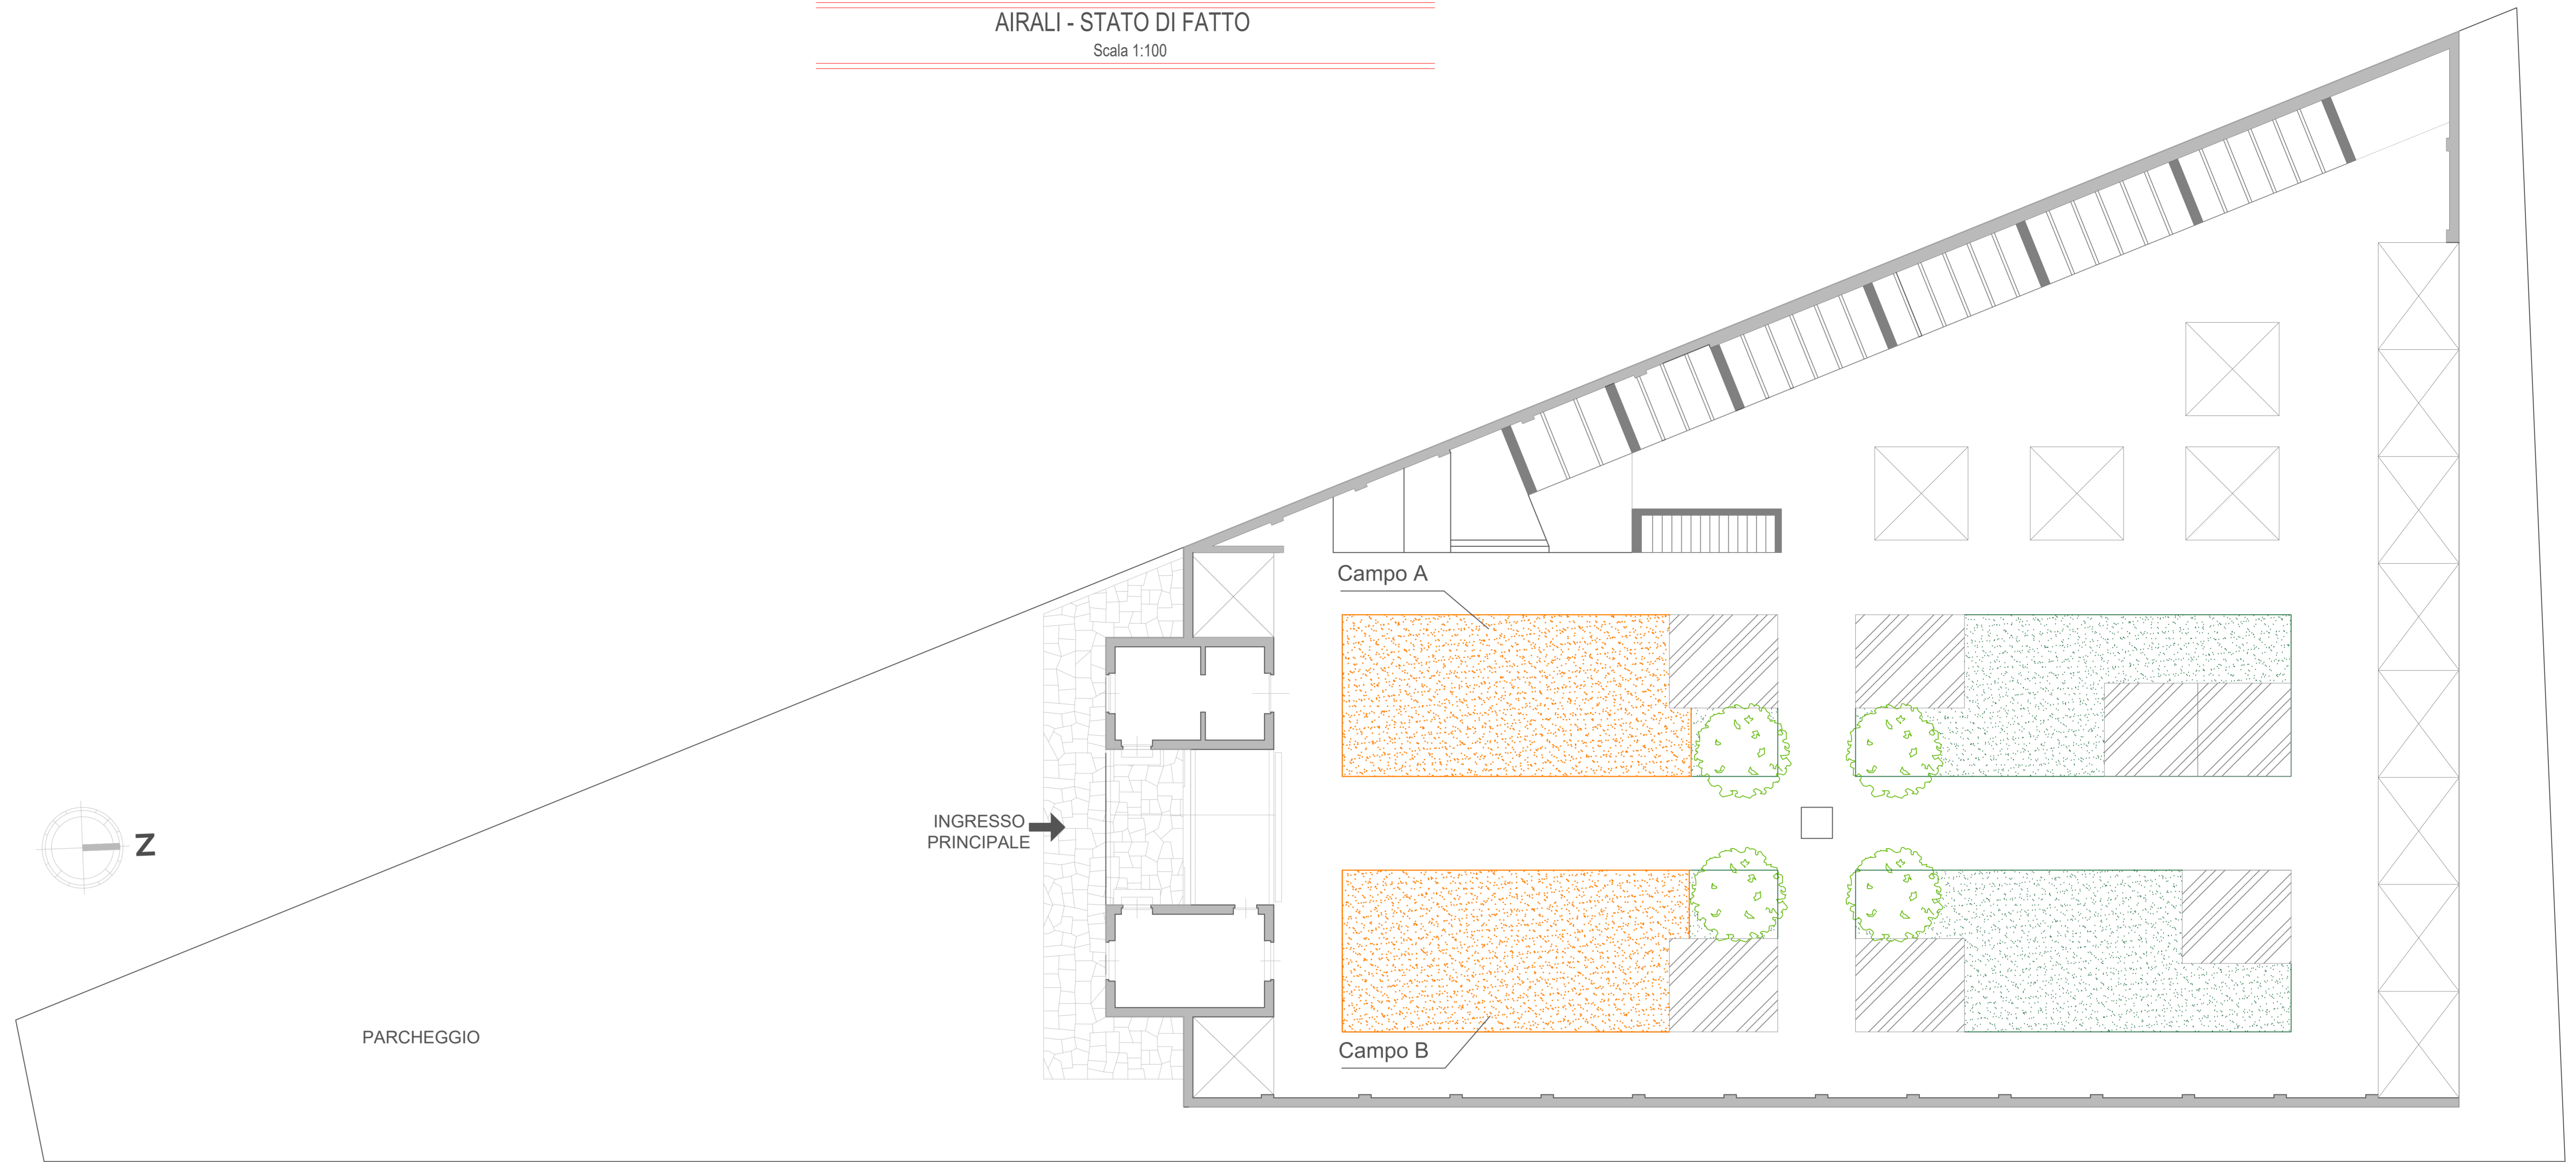 AIRALI - STATO DI FATTO
Scala 1:100
Campo A
INGRESSO
PRINCIPALE
N
PARCHEGGIO
Campo B